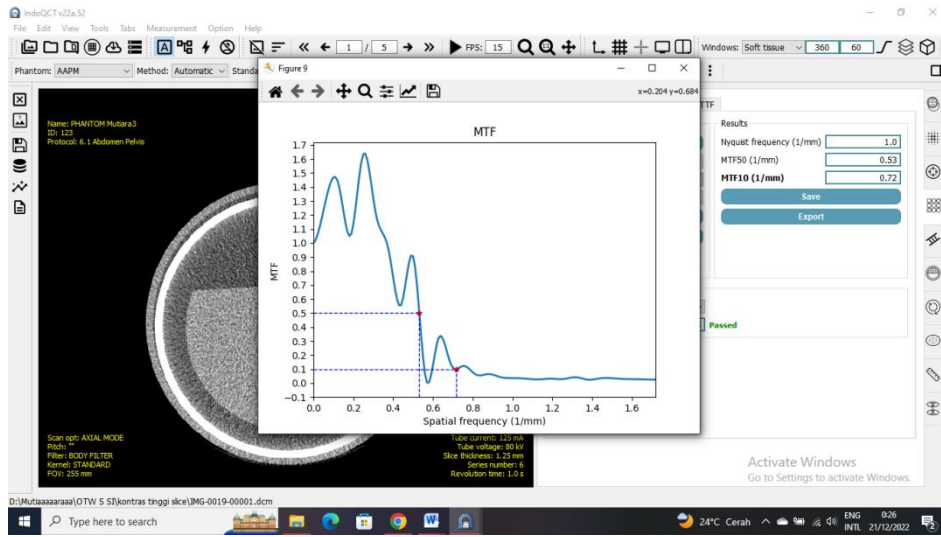 IndoQCT v22a.52
File Edit View Tools Tabs Measurement Option Help
1 / 5 FPS: 15 Windows: Soft tissue 360 60
Phantom: AAPM Method: Automatic Standa
Figure 9
x=0.204 y=0.684
TTF
Name: PHANTOM Mutiara3
ID: 123
Protocol: 6.1 Abdomen Pelvis
MTF
1.7
1.6
1.5
1.4
1.3
1.2
1.1
1.0
0.9
0.8
0.7
0.6
0.5
0.4
0.3
0.2
0.1
0.0
−0.1
MTF
0.0 0.2 0.4 0.6 0.8 1.0 1.2 1.4 1.6
Spatial frequency (1/mm)
Results
Nyquist frequency (1/mm) 1.0
MTF50 (1/mm) 0.53
MTF10 (1/mm) 0.72
Save
Export
Passed
Scan opt: AXIAL MODE
Pitch: ""
Filter: BODY FILTER
Kernel: STANDARD
FOV: 255 mm
Tube current: 125 mA
Tube voltage: 80 kV
Slice thickness: 1.25 mm
Series number: 6
Revolution time: 1.0 s
Activate Windows
Go to Settings to activate Windows.
D:\Mutiaaaaaraaa\OTW S SI\kontras tinggi slice\IMG-0019-00001.dcm
Type here to search
24°C Cerah
ENG
INTL
0:26
21/12/2022
2